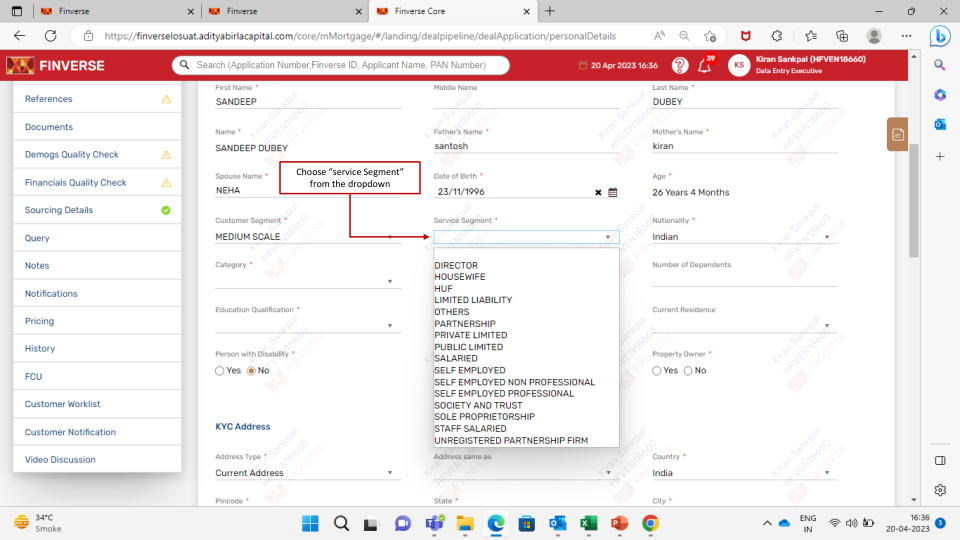 Finverse
Finverse
Finverse Core
https://finverselosuat.adityabirlacapital.com/core/mMortgage/#/landing/dealpipeline/dealApplication/personalDetails
FINVERSE
Search (Application Number,Finverse ID, Applicant Name, PAN Number)
20 Apr 2023 16:36
39
KS
Kiran Sankpal (HFVEN18660)
Data Entry Executive
References
Documents
Demogs Quality Check
Financials Quality Check
Sourcing Details
Query
Notes
Notifications
Pricing
History
FCU
Customer Worklist
Customer Notification
Video Discussion
First Name *
Middle Name
Last Name *
SANDEEP
DUBEY
Name *
Father's Name *
Mother's Name *
SANDEEP DUBEY
santosh
kiran
Choose “service Segment”
from the dropdown
Spouse Name *
Date of Birth *
Age *
NEHA
23/11/1996
26 Years 4 Months
Customer Segment *
Service Segment *
Nationality *
MEDIUM SCALE
Indian
Category *
Number of Dependents
DIRECTOR
HOUSEWIFE
HUF
LIMITED LIABILITY
OTHERS
PARTNERSHIP
PRIVATE LIMITED
PUBLIC LIMITED
SALARIED
SELF EMPLOYED
SELF EMPLOYED NON PROFESSIONAL
SELF EMPLOYED PROFESSIONAL
SOCIETY AND TRUST
SOLE PROPRIETORSHIP
STAFF SALARIED
UNREGISTERED PARTNERSHIP FIRM
Education Qualification *
Current Residence
Person with Disability *
Property Owner *
Yes No
Yes No
KYC Address
Address Type *
Address same as
Country *
Current Address
India
Pincode *
State *
City *
Kiran Sankpal
HFVEN18660
FINVERSE
34°C
Smoke
ENG
IN
16:36
20-04-2023
3